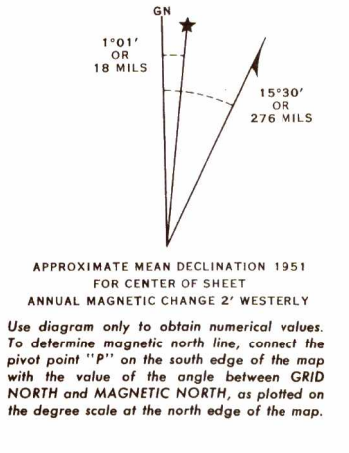 GN
1°01'
OR
18 MILS
15°30'
OR
276 MILS
APPROXIMATE MEAN DECLINATION 1951
FOR CENTER OF SHEET
ANNUAL MAGNETIC CHANGE 2' WESTERLY
Use diagram only to obtain numerical values.
To determine magnetic north line, connect the
pivot point "P" on the south edge of the map
with the value of the angle between GRID
NORTH and MAGNETIC NORTH, as plotted on
the degree scale at the north edge of the map.